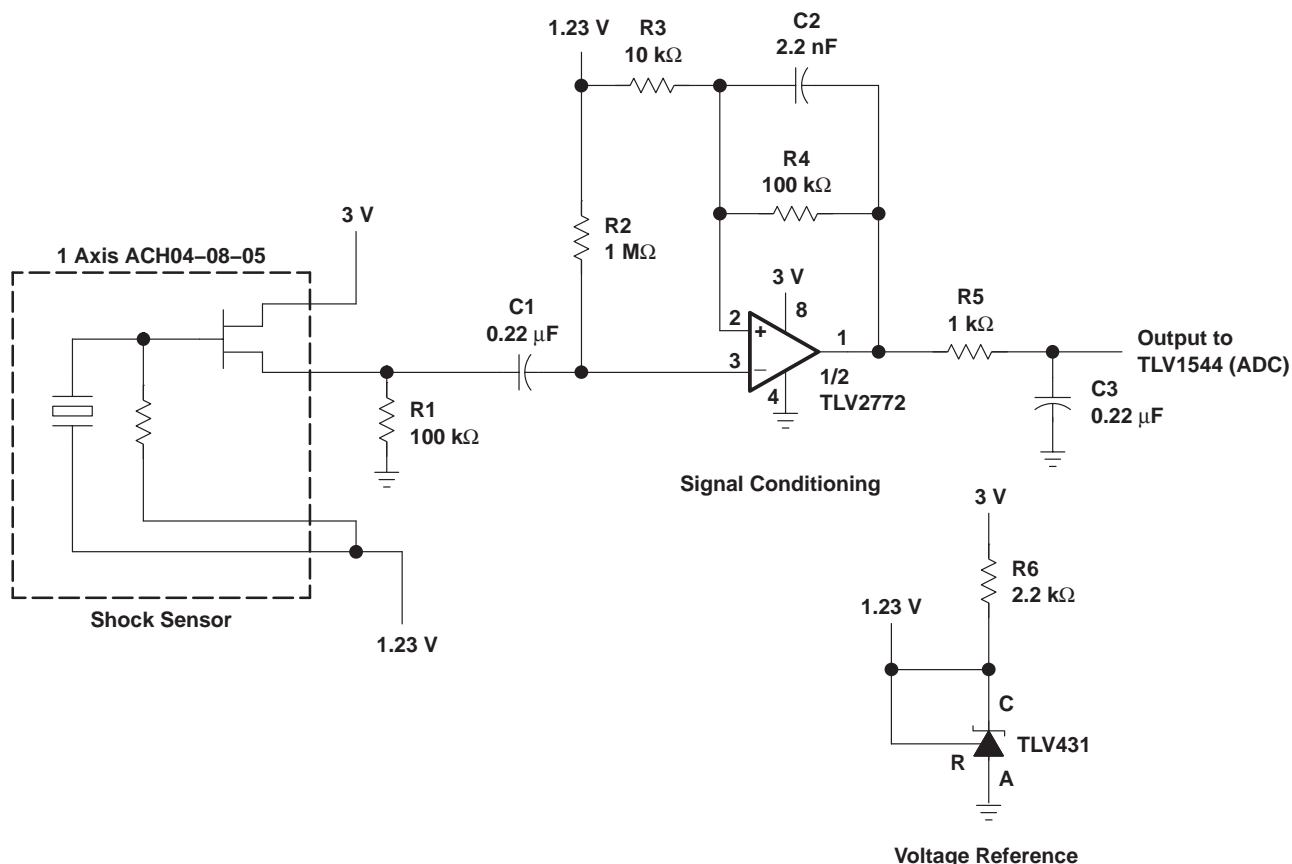 1.23 V
R3
10 kΩ
C2
2.2 nF
R4
100 kΩ
3 V
R2
1 MΩ
1 Axis ACH04–08–05
C1
0.22 μF
3 V
8
2
+
1
3
–
4
1/2
TLV2772
R5
1 kΩ
Output to
TLV1544 (ADC)
C3
0.22 μF
R1
100 kΩ
Signal Conditioning
Shock Sensor
1.23 V
3 V
R6
2.2 kΩ
1.23 V
C
TLV431
R
A
Voltage Reference